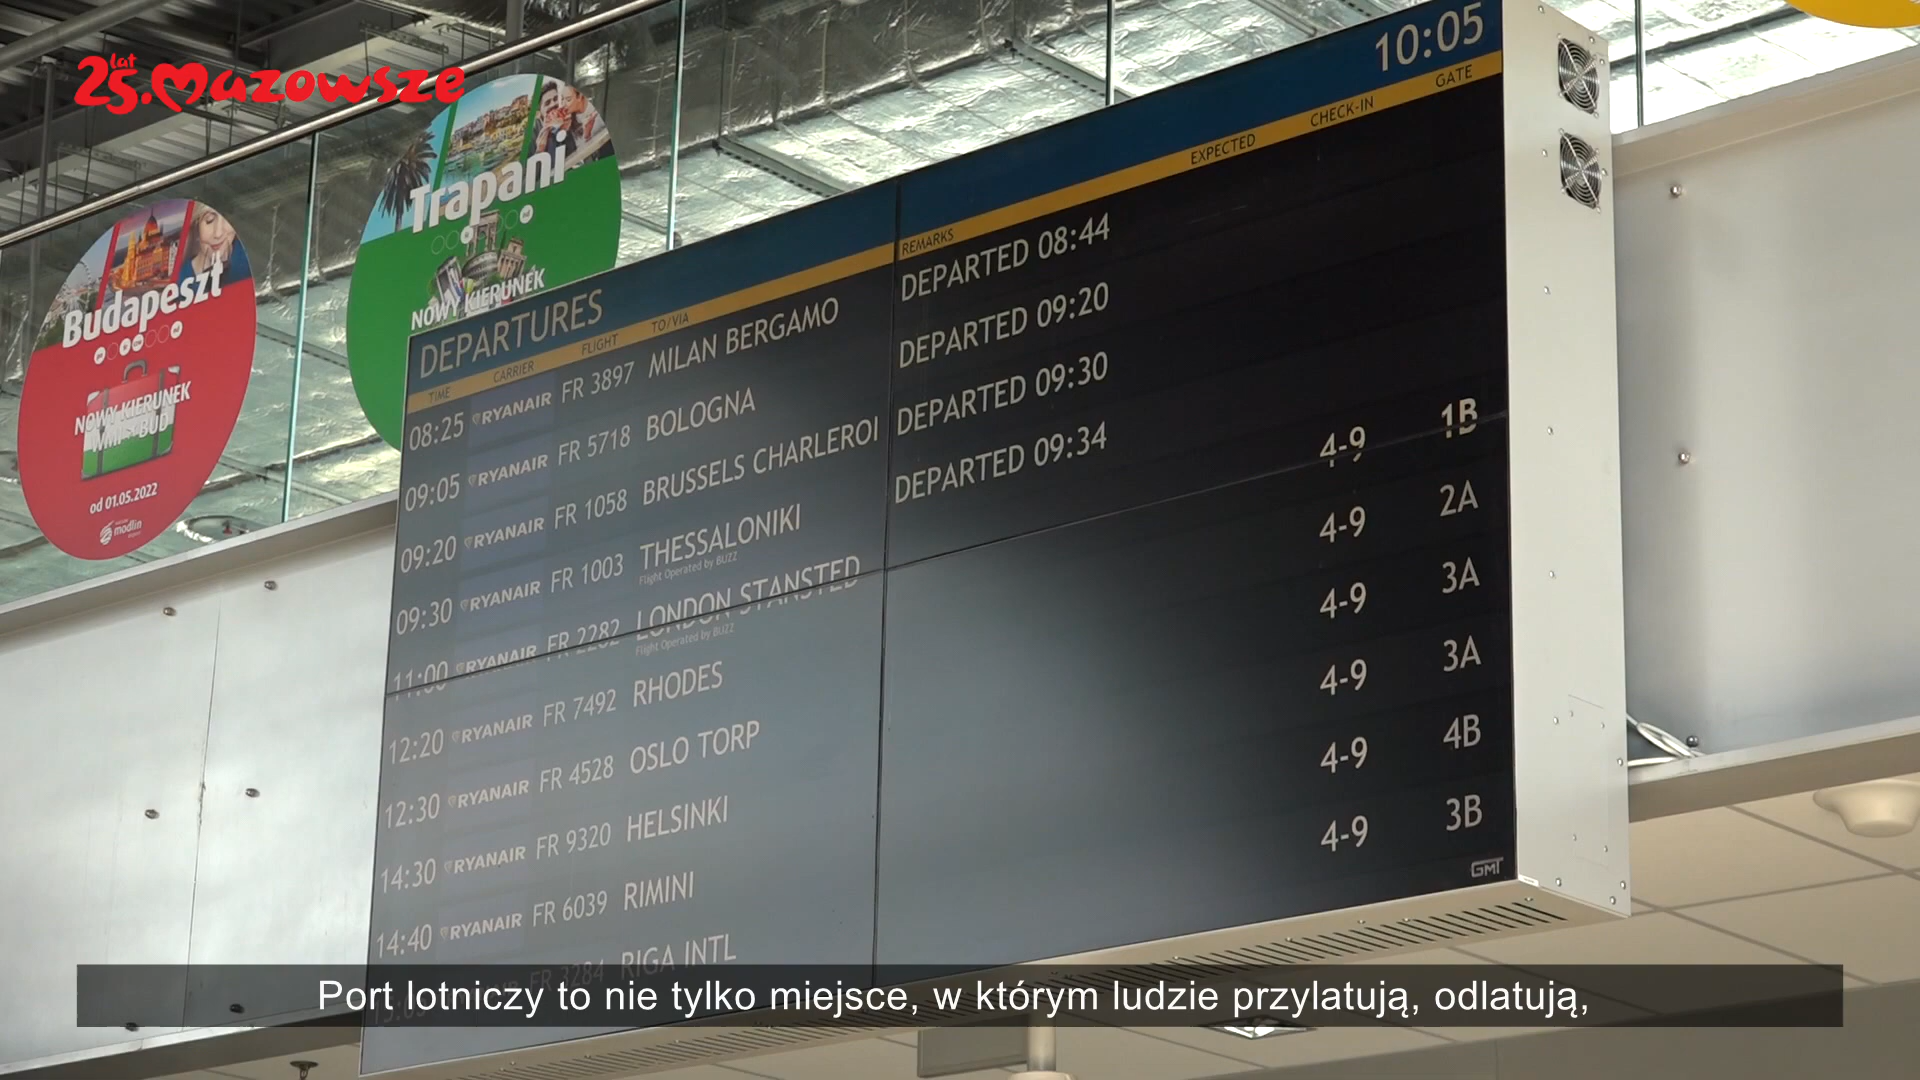 25 lat. Mazowsze
10:05
Trapani
NOWY KIERUNEK
Budapeszt
NOWY KIERUNEK
WMI - BUD
od 01.05.2022
modlin
DEPARTURES
TIME CARRIER FLIGHT TO/VIA REMARKS EXPECTED CHECK-IN GATE
08:25 RYANAIR FR 3897 MILAN BERGAMO DEPARTED 08:44
09:05 RYANAIR FR 5718 BOLOGNA DEPARTED 09:20
09:20 RYANAIR FR 1058 BRUSSELS CHARLEROI DEPARTED 09:30
09:30 RYANAIR FR 1003 THESSALONIKI DEPARTED 09:34
Flight Operated by BUZZ
11:00 RYANAIR FR 2282 LONDON STANSTED 4-9 1B
Flight Operated by BUZZ
12:20 RYANAIR FR 7492 RHODES 4-9 2A
12:30 RYANAIR FR 4528 OSLO TORP 4-9 3A
14:30 RYANAIR FR 9320 HELSINKI 4-9 3A
14:40 RYANAIR FR 6039 RIMINI 4-9 4B
FR 3284 RIGA INTL 4-9 3B
GMT
Port lotniczy to nie tylko miejsce, w którym ludzie przylatują, odlatują,